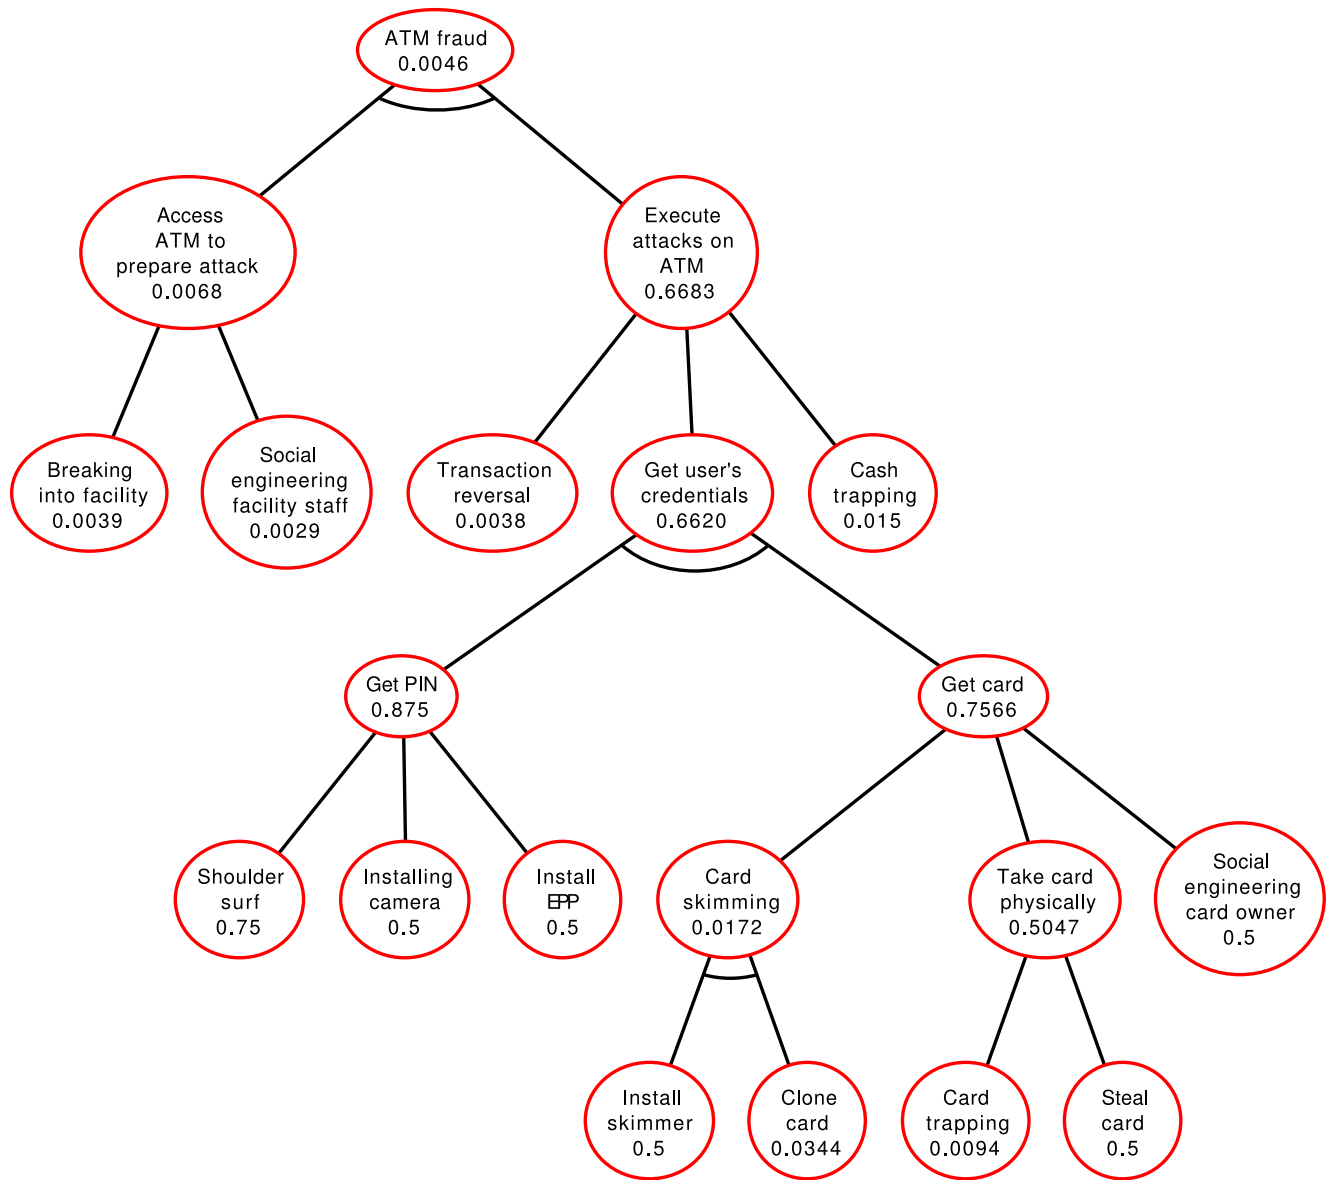 ATM fraud
0.0046
Access
ATM to
prepare attack
0.0068
Execute
attacks on
ATM
0.6683
Breaking
into facility
0.0039
Social
engineering
facility staff
0.0029
Transaction
reversal
0.0038
Get user's
credentials
0.6620
Cash
trapping
0.015
Get PIN
0.875
Get card
0.7566
Shoulder
surf
0.75
Installing
camera
0.5
Install
EPP
0.5
Card
skimming
0.0172
Take card
physically
0.5047
Social
engineering
card owner
0.5
Install
skimmer
0.5
Clone
card
0.0344
Card
trapping
0.0094
Steal
card
0.5